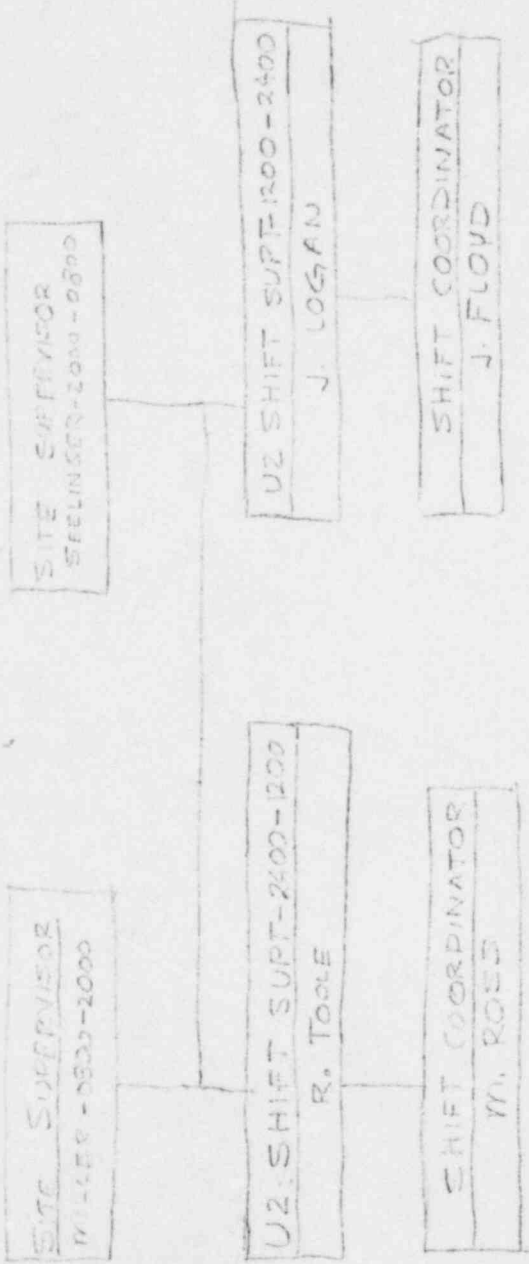 SITE SUPERVISOR
MILLER - 0800-2000
SITE SUPERVISOR
SEELINGER-2000-0800
U2 SHIFT SUPT-2400-1200
R. TOOLE
U2 SHIFT SUPT-1200-2400
J. LOGAN
SHIFT COORDINATOR
M. ROSS
SHIFT COORDINATOR
J. FLOYD